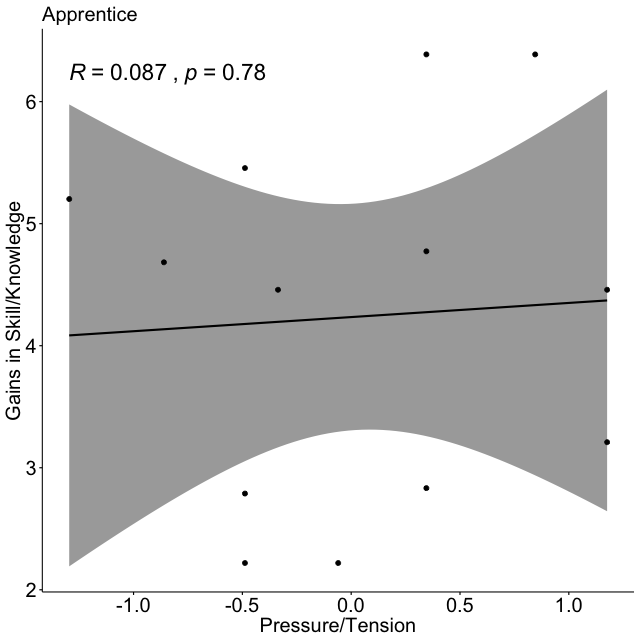 Apprentice
R = 0.087 , p = 0.78
6
5
4
3
2
Gains in Skill/Knowledge
-1.0 -0.5 0.0 0.5 1.0
Pressure/Tension